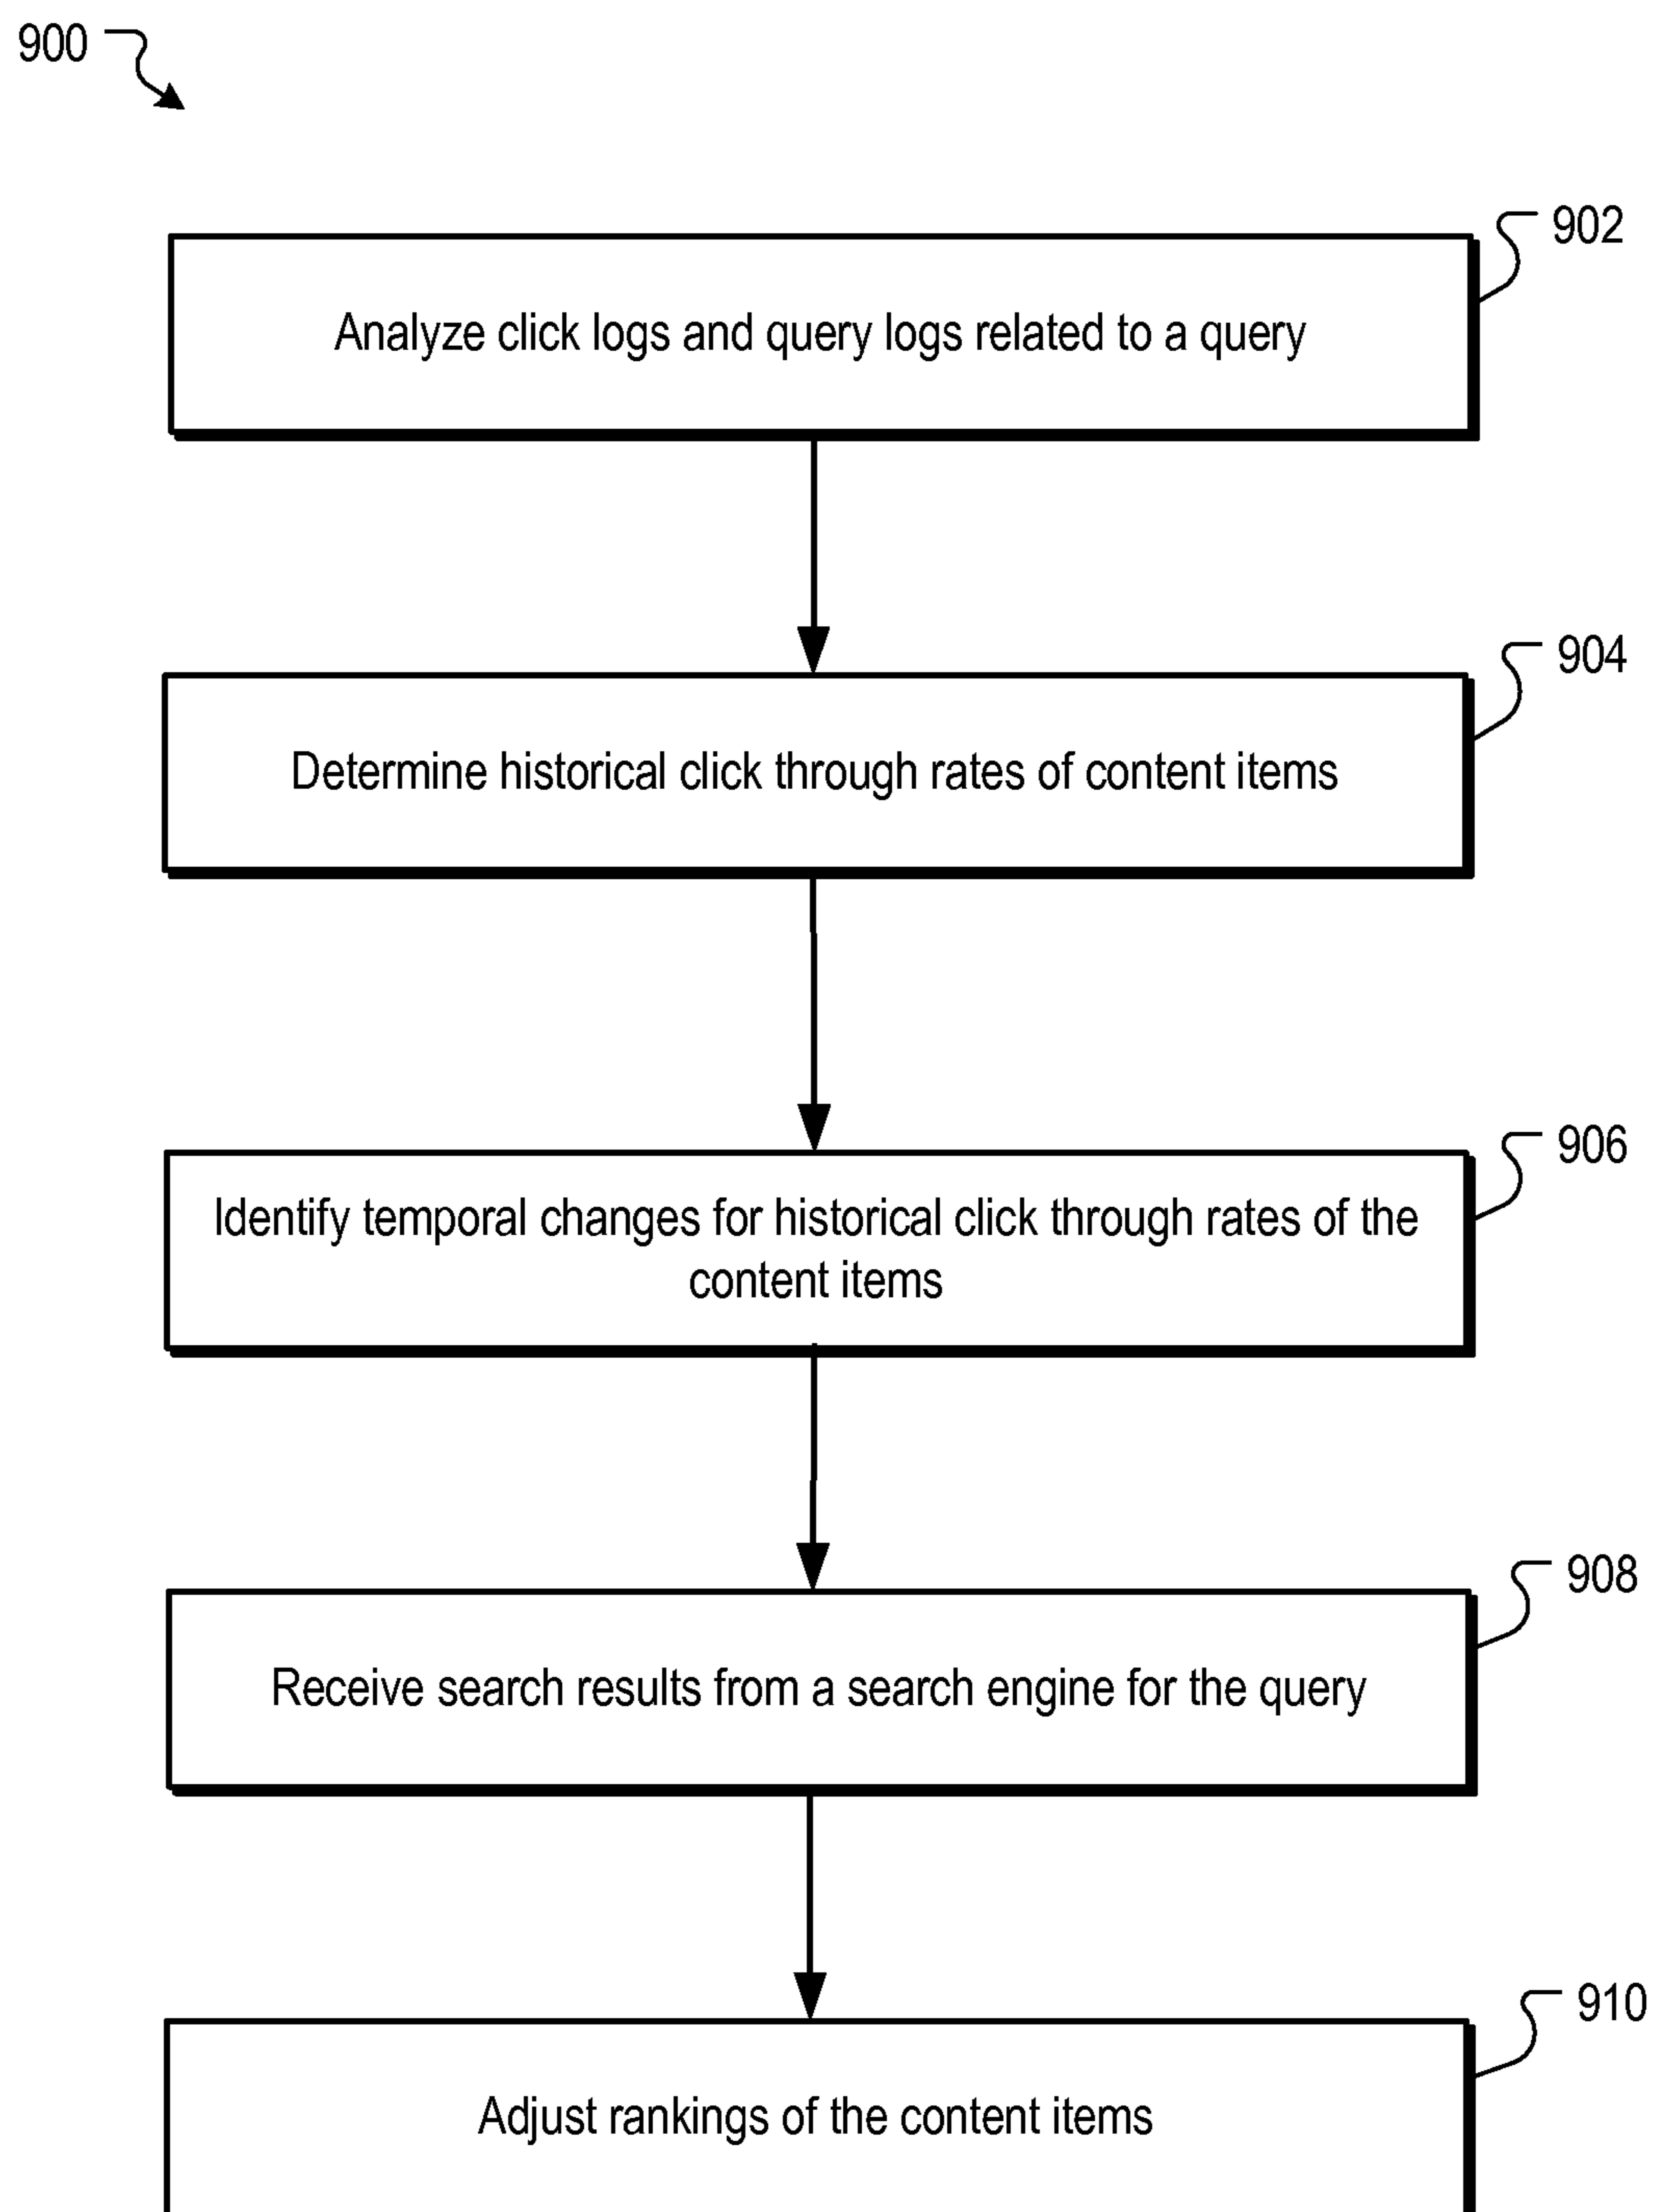 900
902
Analyze click logs and query logs related to a query
904
Determine historical click through rates of content items
906
Identify temporal changes for historical click through rates of the
content items
908
Receive search results from a search engine for the query
910
Adjust rankings of the content items